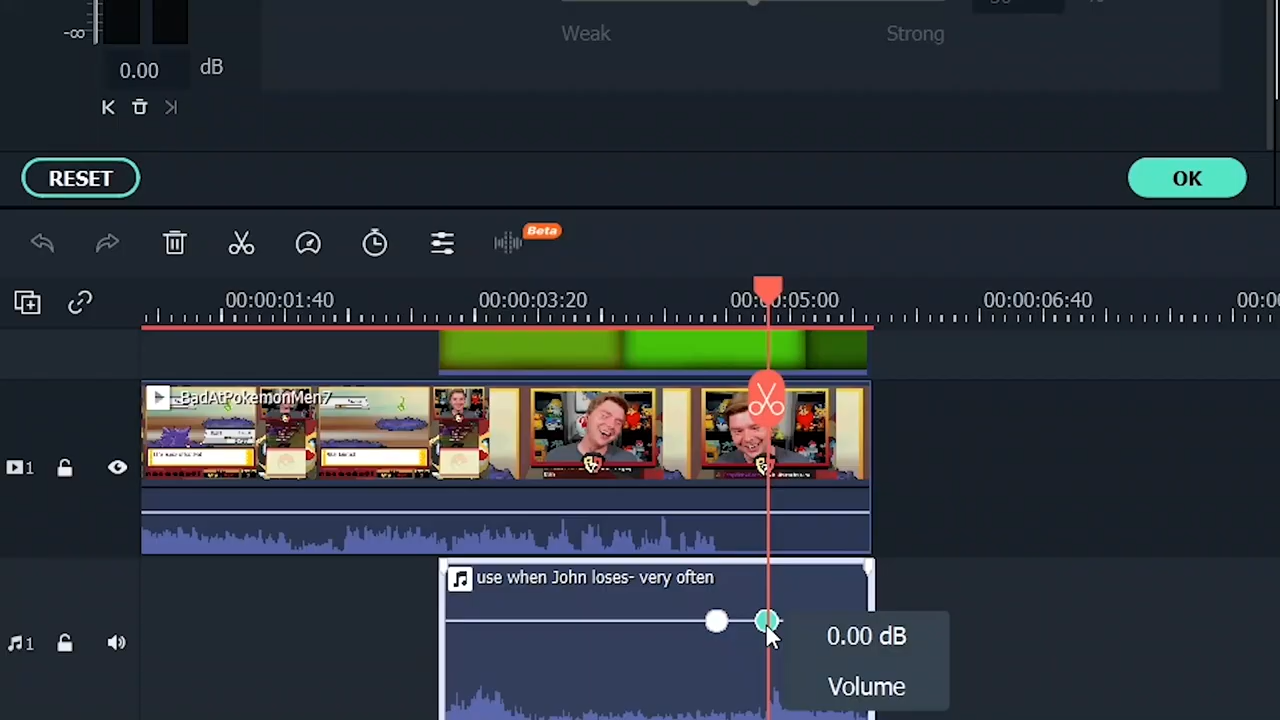 -∞
0.00 dB
Weak
Strong
RESET
OK
Beta
00:00:01:40
00:00:03:20
00:00:05:00
00:00:06:40
00:00
BadAtPokemonMen7
1
use when John loses- very often
1
0.00 dB
Volume